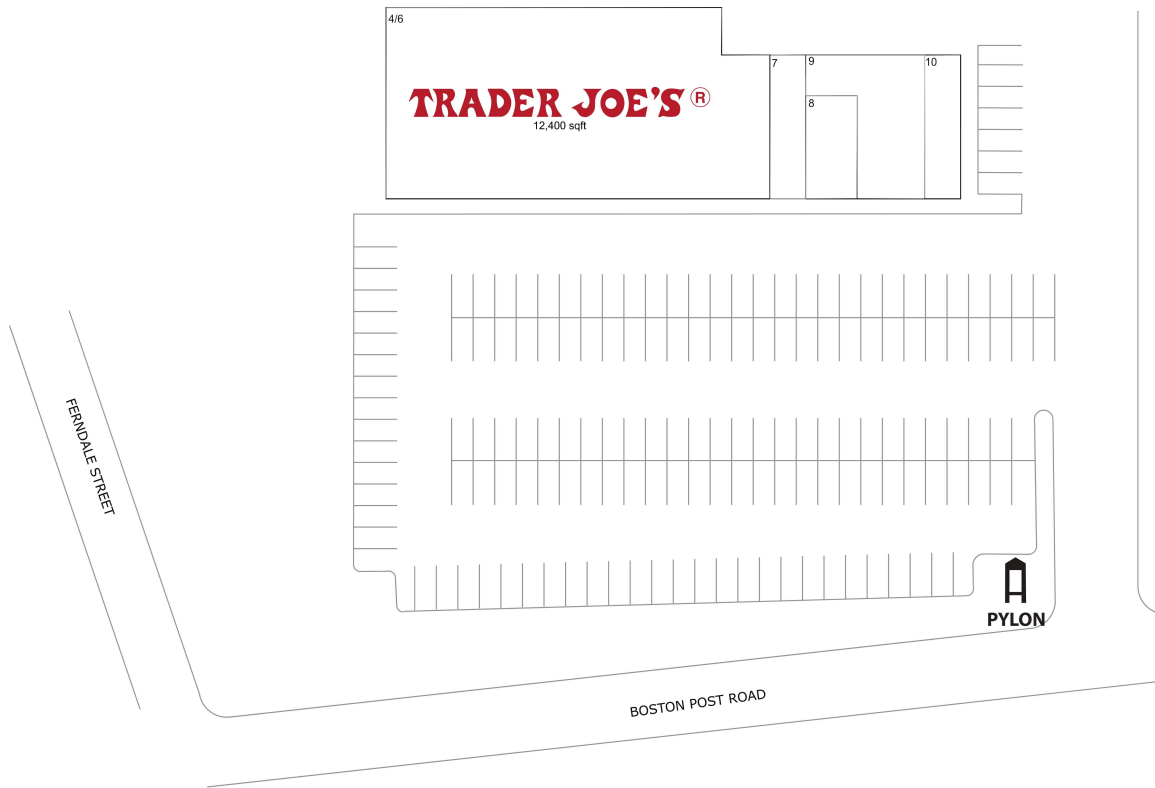 4/6
7
9
10
8
TRADER JOE'S ®
12,400 sqft
FERNDALE STREET
PYLON
BOSTON POST ROAD